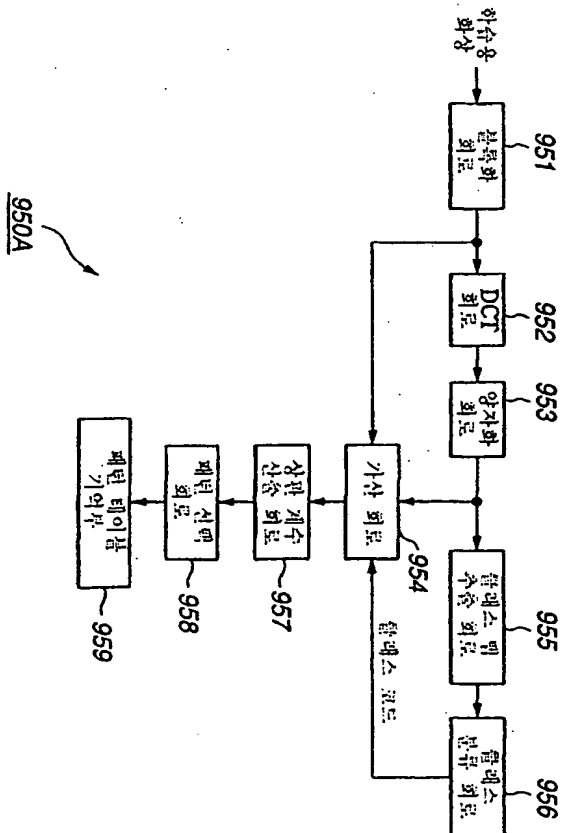 학습용
화상
951
블록화
회로
952
DCT
회로
953
양자화
회로
955
클래스 탭
추출 회로
956
클래스
분류 회로
954
가산 회로
클래스 코드
957
상관 계수
산출 회로
958
패턴 선택
회로
959
패턴 테이블
기억부
950A